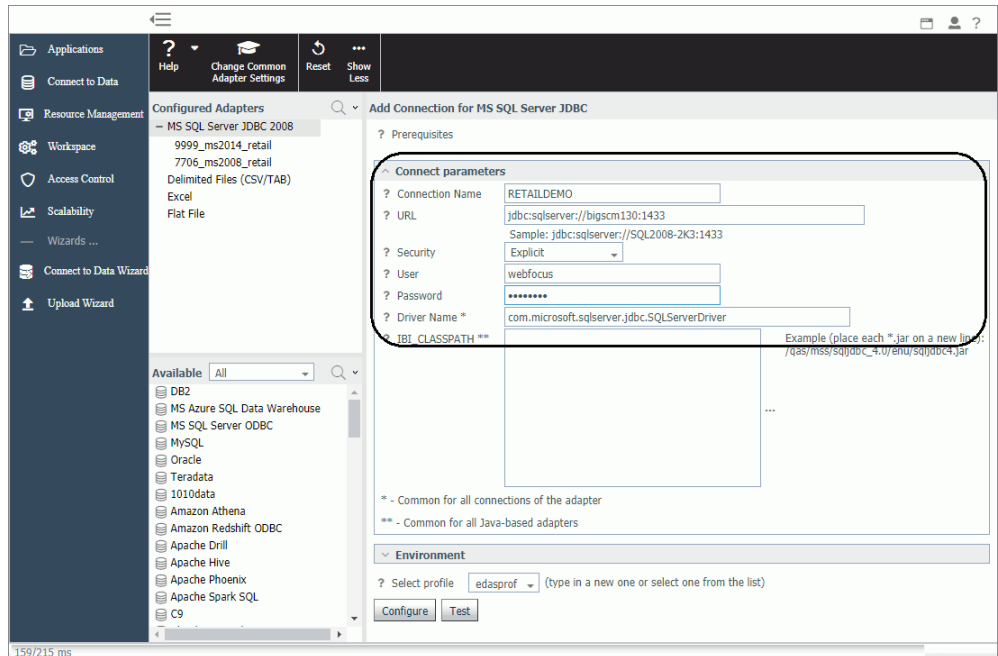 ?
Applications
Connect to Data
Resource Management
Workspace
Access Control
Scalability
Wizards ...
Connect to Data Wizard
Upload Wizard
? Help
Change Common Adapter Settings
Reset
Show Less
Configured Adapters
MS SQL Server JDBC 2008
9999_ms2014_retail
7706_ms2008_retail
Delimited Files (CSV/TAB)
Excel
Flat File
Available All
DB2
MS Azure SQL Data Warehouse
MS SQL Server ODBC
MySQL
Oracle
Teradata
1010data
Amazon Athena
Amazon Redshift ODBC
Apache Drill
Apache Hive
Apache Phoenix
Apache Spark SQL
C9
Add Connection for MS SQL Server JDBC
? Prerequisites
Connect parameters
? Connection Name RETAILDEMO
? URL jdbc:sqlserver://bigscm130:1433
Sample: jdbc:sqlserver://SQL2008-2K3:1433
? Security Explicit
? User webfocus
? Password ••••••••
? Driver Name * com.microsoft.sqlserver.jdbc.SQLServerDriver
? IBI_CLASSPATH **
Example (place each *.jar on a new line):
/qas/mss/sqljdbc_4.0/enu/sqljdbc4.jar
...
* - Common for all connections of the adapter
** - Common for all Java-based adapters
Environment
? Select profile edasprof (type in a new one or select one from the list)
Configure Test
159/215 ms